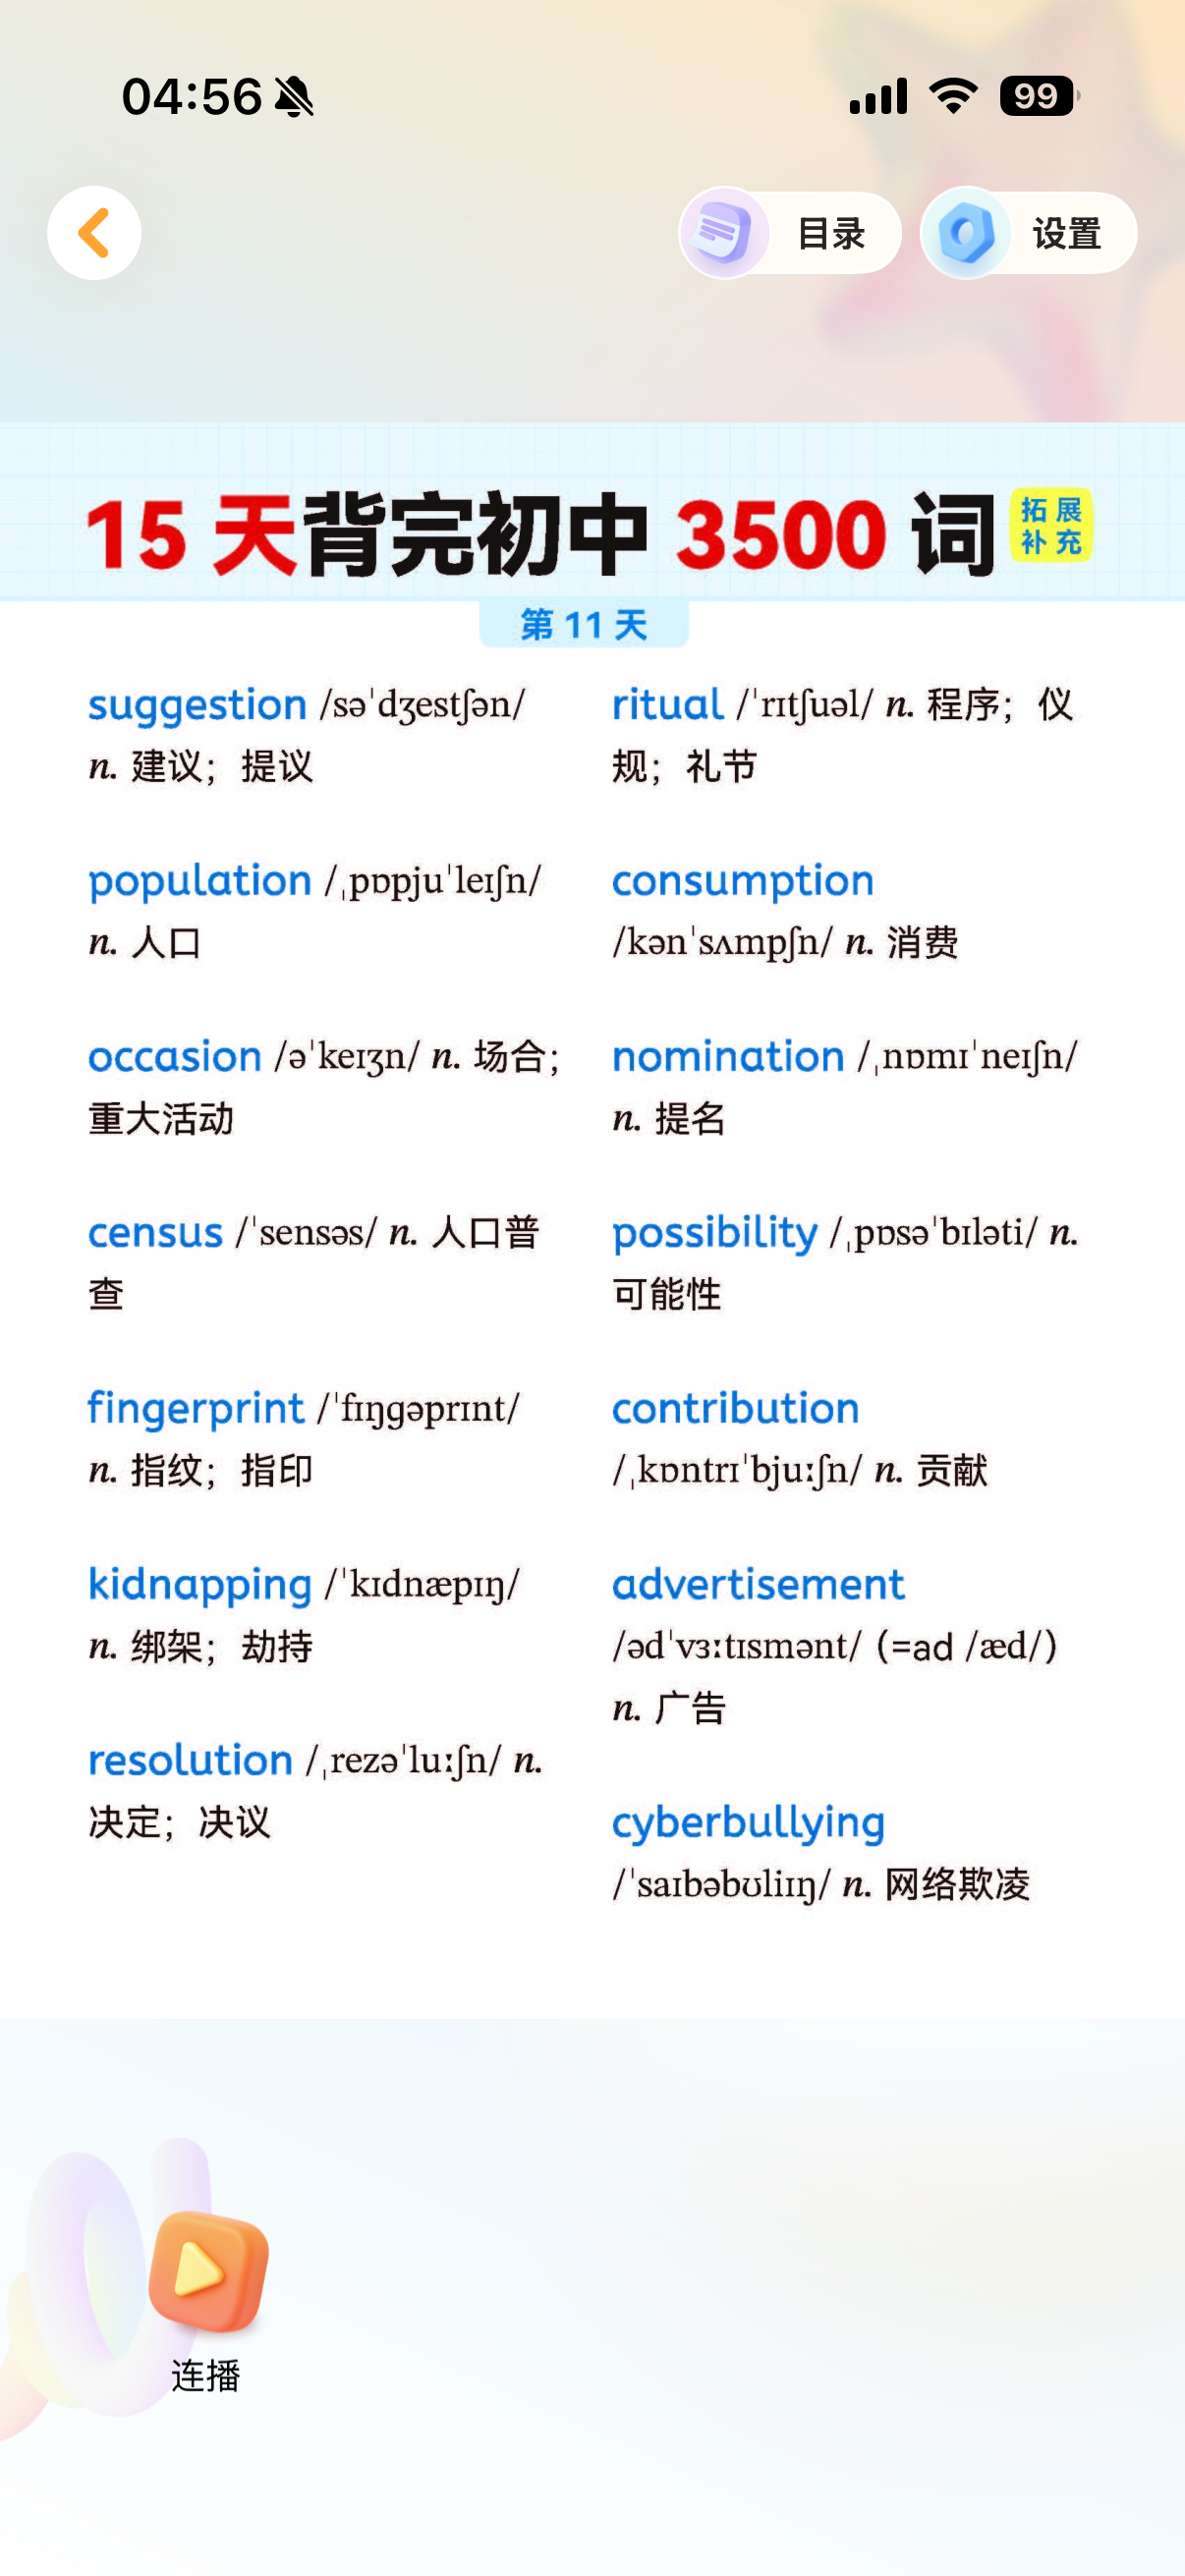 04:56
99
目录
设置
15 天背完初中 3500 词
拓展
补充
第 11 天
suggestion /səˈdʒestʃən/
n. 建议；提议
population /ˌpɒpjuˈleɪʃn/
n. 人口
occasion /əˈkeɪʒn/ n. 场合；
重大活动
census /ˈsensəs/ n. 人口普
查
fingerprint /ˈfɪŋɡəprɪnt/
n. 指纹；指印
kidnapping /ˈkɪdnæpɪŋ/
n. 绑架；劫持
resolution /ˌrezəˈluːʃn/ n.
决定；决议
ritual /ˈrɪtʃuəl/ n. 程序；仪
规；礼节
consumption
/kənˈsʌmpʃn/ n. 消费
nomination /ˌnɒmɪˈneɪʃn/
n. 提名
possibility /ˌpɒsəˈbɪləti/ n.
可能性
contribution
/ˌkɒntrɪˈbjuːʃn/ n. 贡献
advertisement
/ədˈvɜːtɪsmənt/ (=ad /æd/)
n. 广告
cyberbullying
/ˈsaɪbəbʊliɪŋ/ n. 网络欺凌
连播